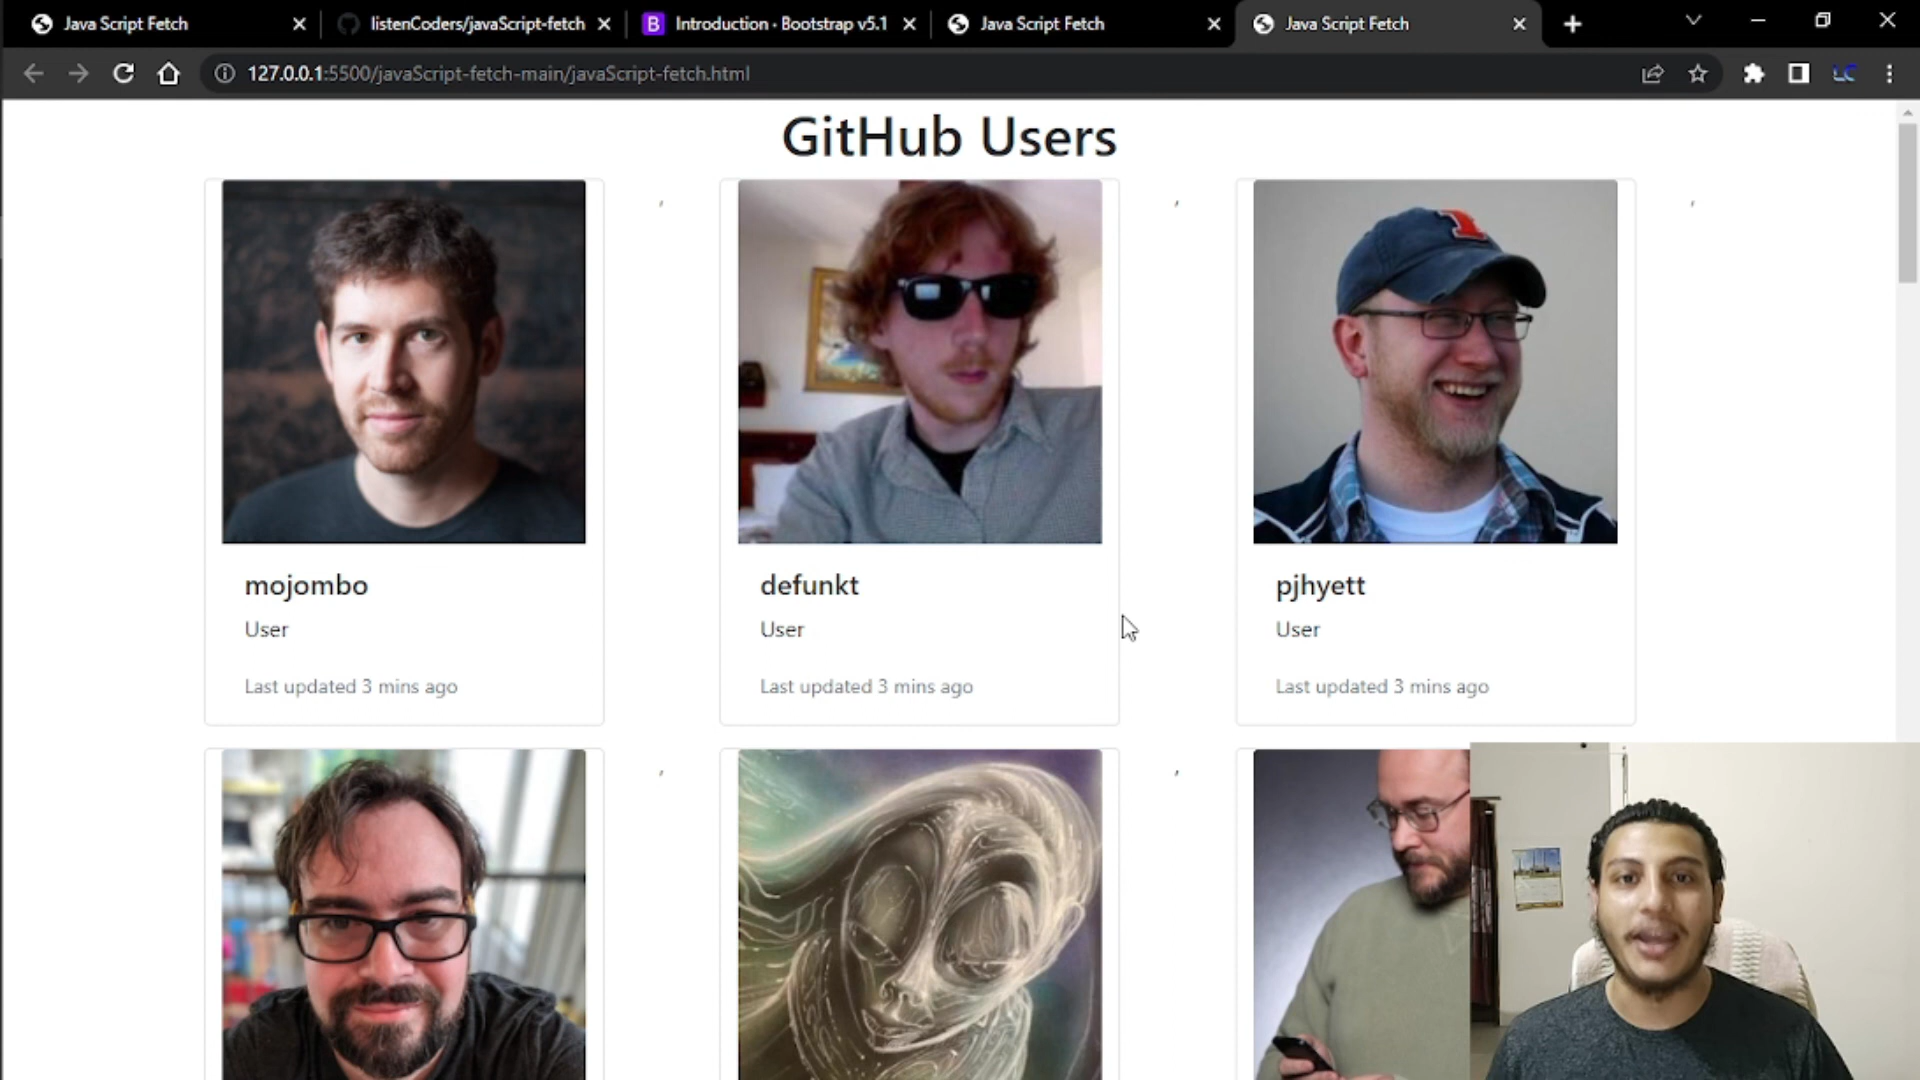 Java Script Fetch
listenCoders/javaScript-fetch
B Introduction · Bootstrap v5.1
Java Script Fetch
Java Script Fetch
127.0.0.1:5500/javaScript-fetch-main/javaScript-fetch.html
LC
GitHub Users
,
,
,
mojombo
User
Last updated 3 mins ago
defunkt
User
Last updated 3 mins ago
pjhyett
User
Last updated 3 mins ago
,
,